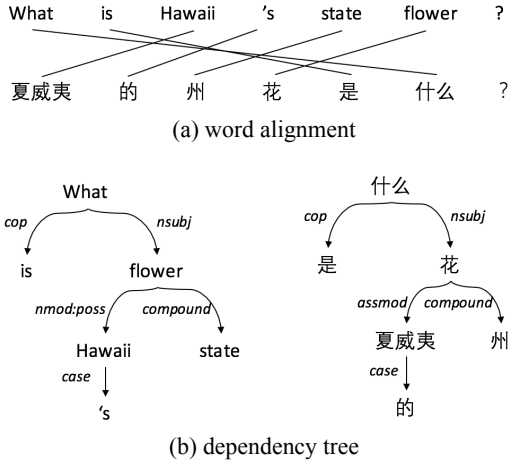 What is Hawaii 's state flower ?
夏威夷 的 州 花 是 什么 ?
(a) word alignment
What 什么
cop nsubj cop nsubj
is flower 是 花
nmod:poss compound assmod compound
Hawaii state 夏威夷 州
case case
's 的
(b) dependency tree